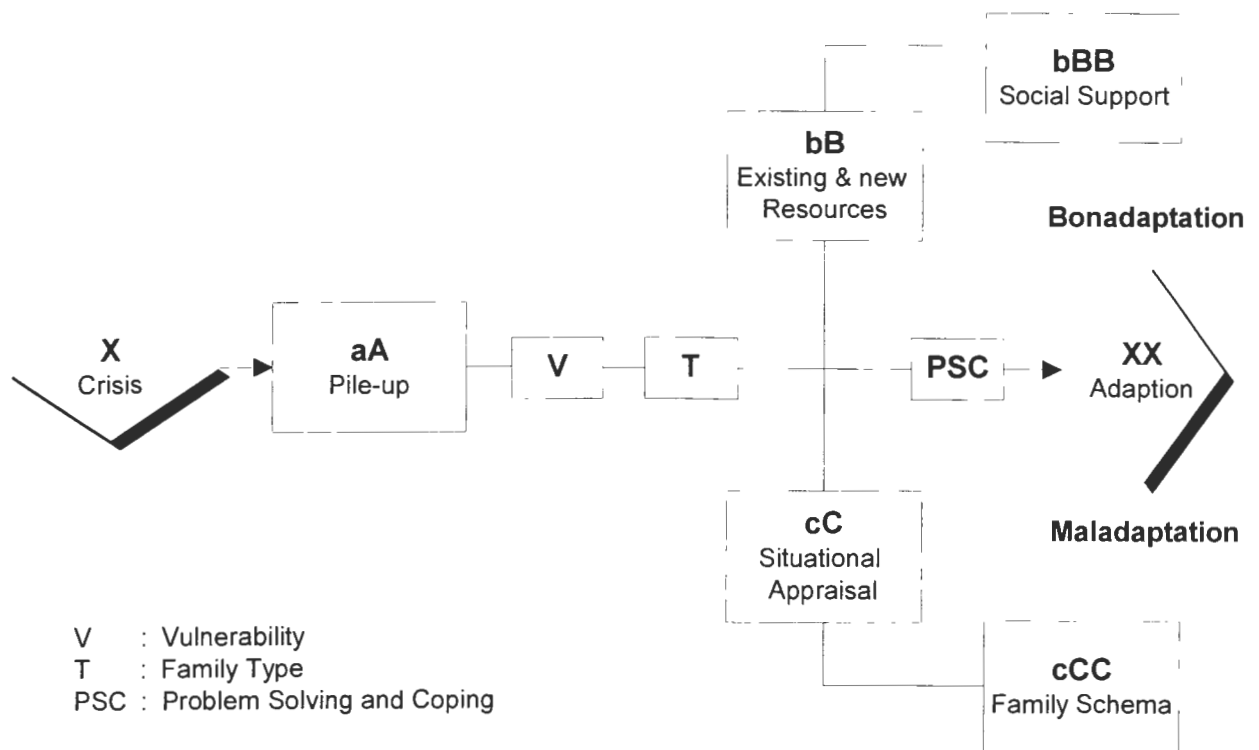 bBB
Social Support
bB
Existing & new
Resources
Bonadaptation
X
Crisis
aA
Pile-up
V
T
PSC
XX
Adaption
cC
Situational
Appraisal
Maladaptation
V : Vulnerability
T : Family Type
PSC : Problem Solving and Coping
cCC
Family Schema